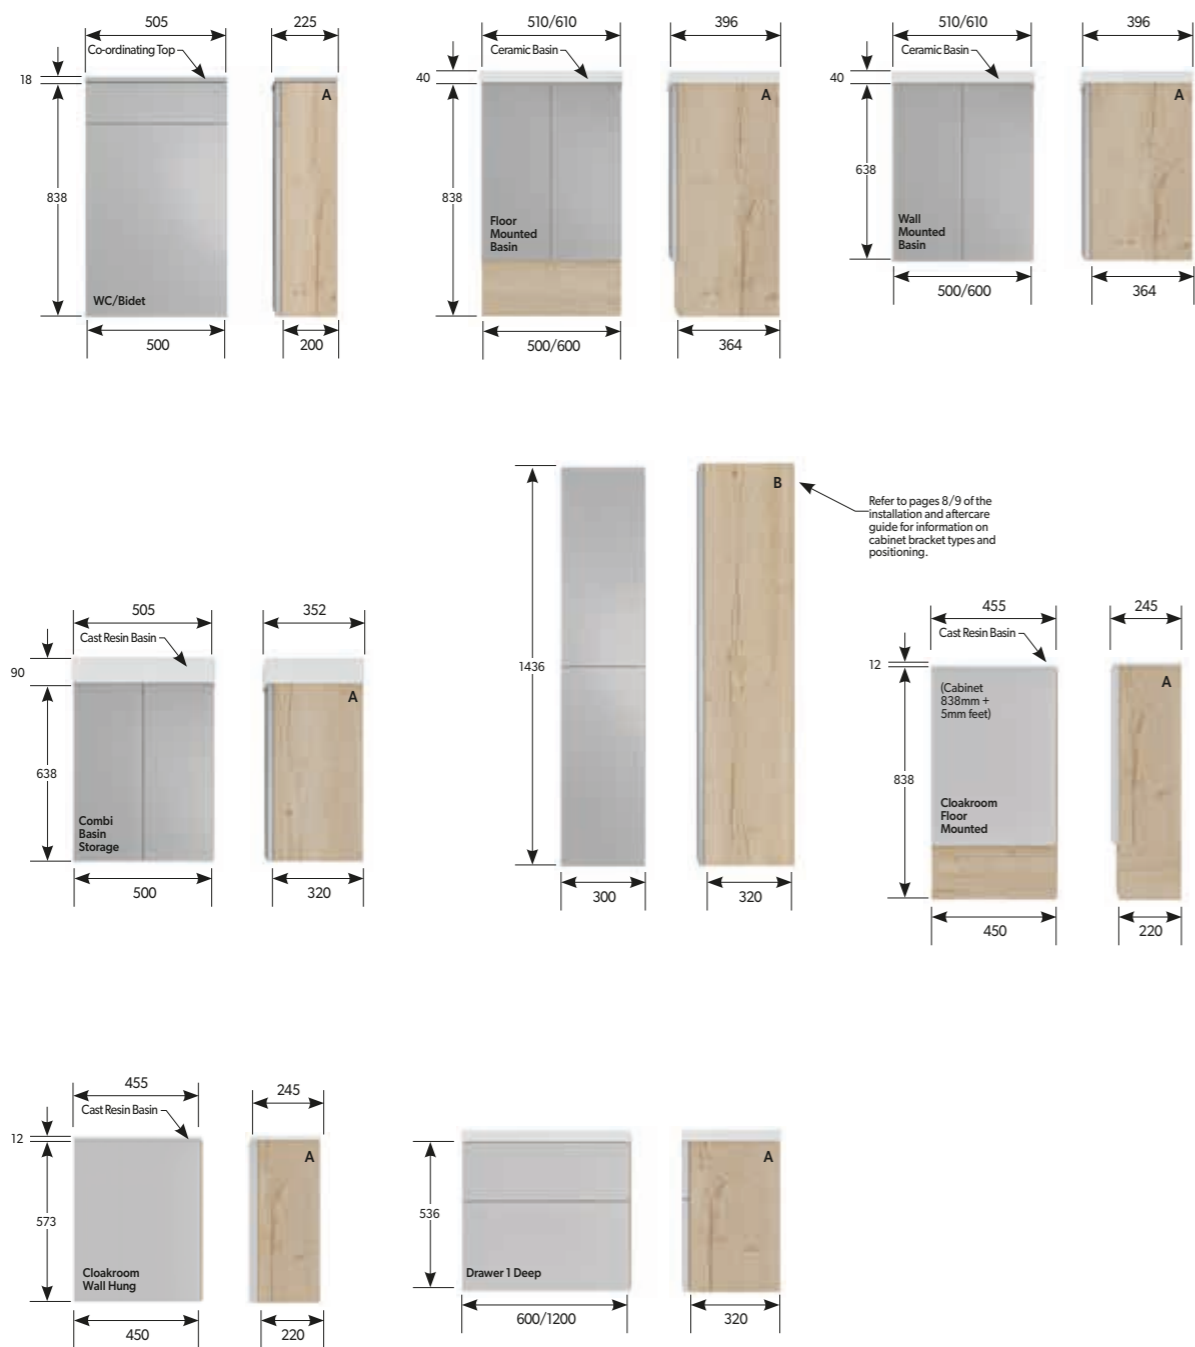 505
Co-ordinating Top
18
838
WC/Bidet
500
225
A
200
510/610
Ceramic Basin
40
838
Floor
Mounted
Basin
500/600
396
A
364
510/610
Ceramic Basin
40
638
Wall
Mounted
Basin
500/600
396
A
364
505
Cast Resin Basin
90
638
Combi
Basin
Storage
500
352
A
320
1436
300
B
320
Refer to pages 8/9 of the
installation and aftercare
guide for information on
cabinet bracket types and
positioning.
455
Cast Resin Basin
12
(Cabinet
838mm +
5mm feet)
838
Cloakroom
Floor
Mounted
450
245
A
220
455
Cast Resin Basin
12
573
Cloakroom
Wall Hung
450
245
A
220
536
Drawer 1 Deep
600/1200
A
320